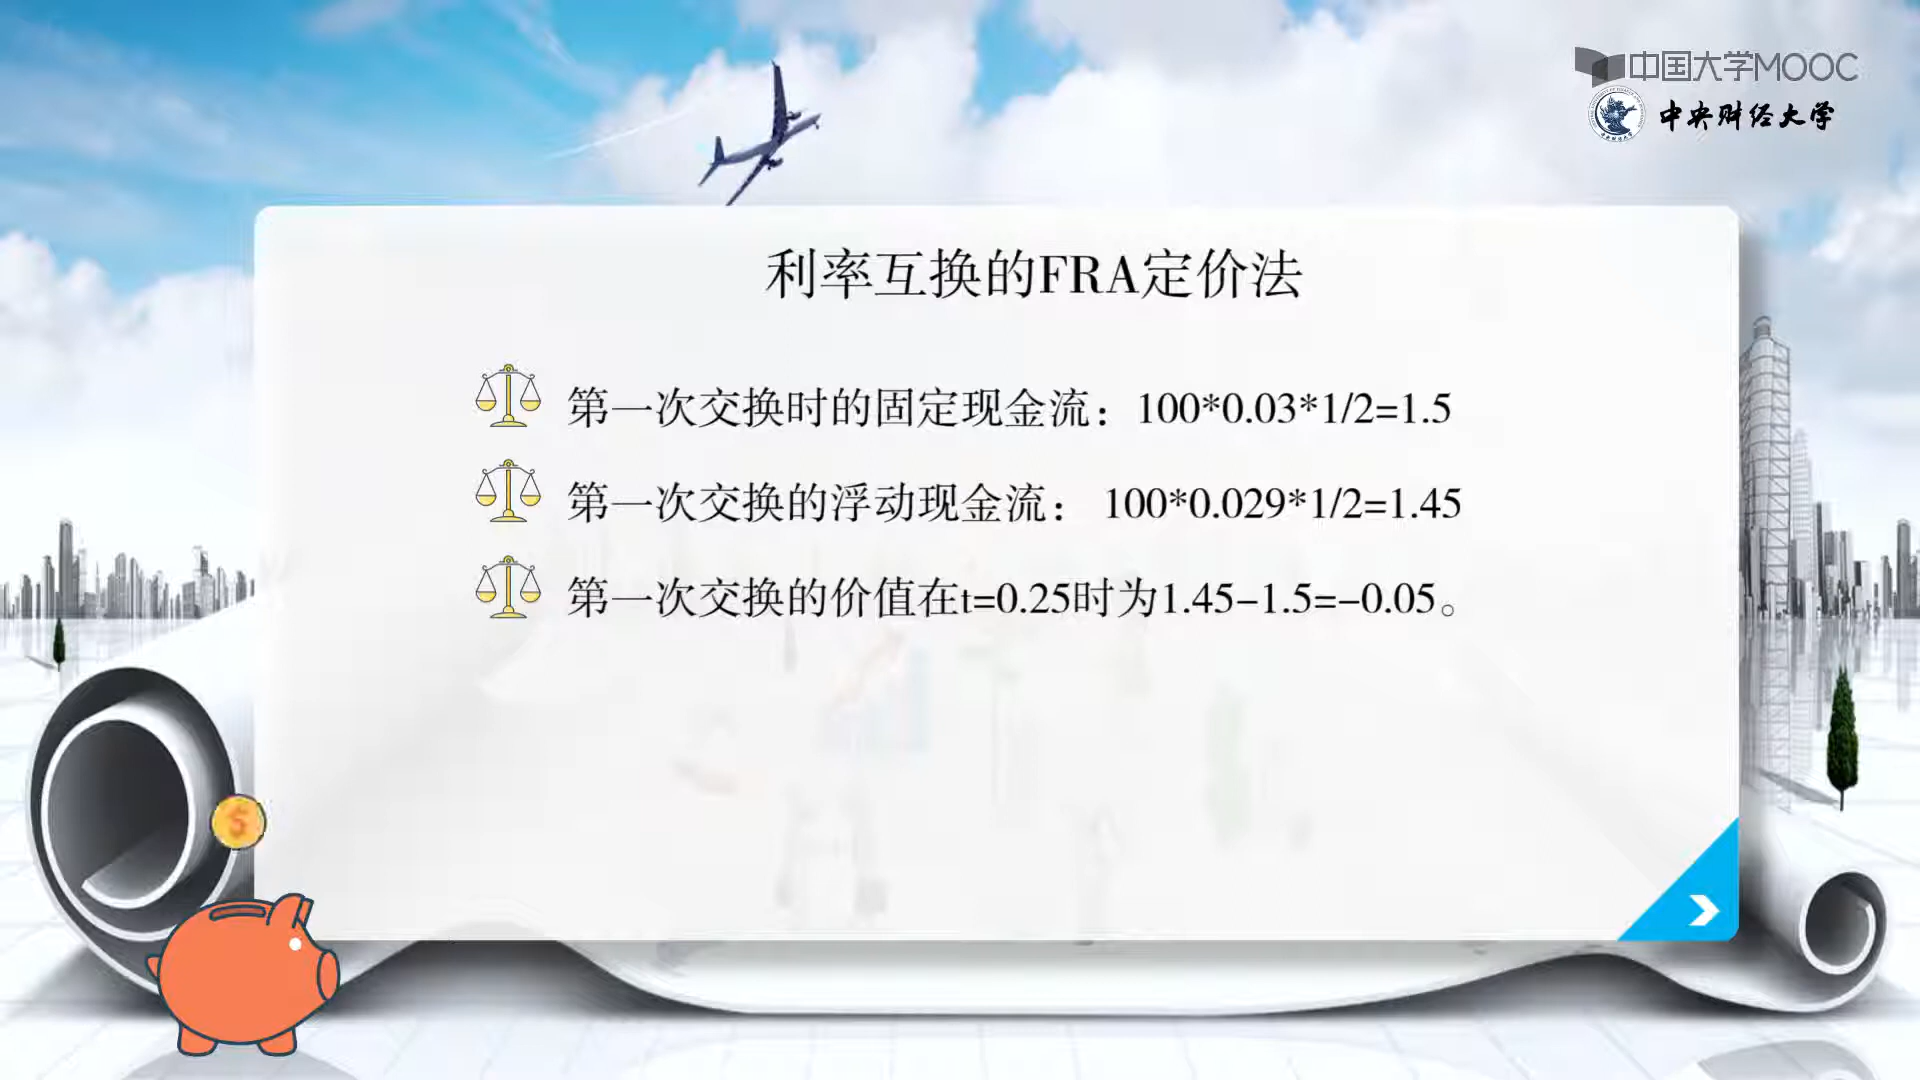 中国大学MOOC
中央财经大学
利率互换的FRA定价法
第一次交换时的固定现金流：100*0.03*1/2=1.5
第一次交换的浮动现金流： 100*0.029*1/2=1.45
第一次交换的价值在t=0.25时为1.45-1.5=-0.05。